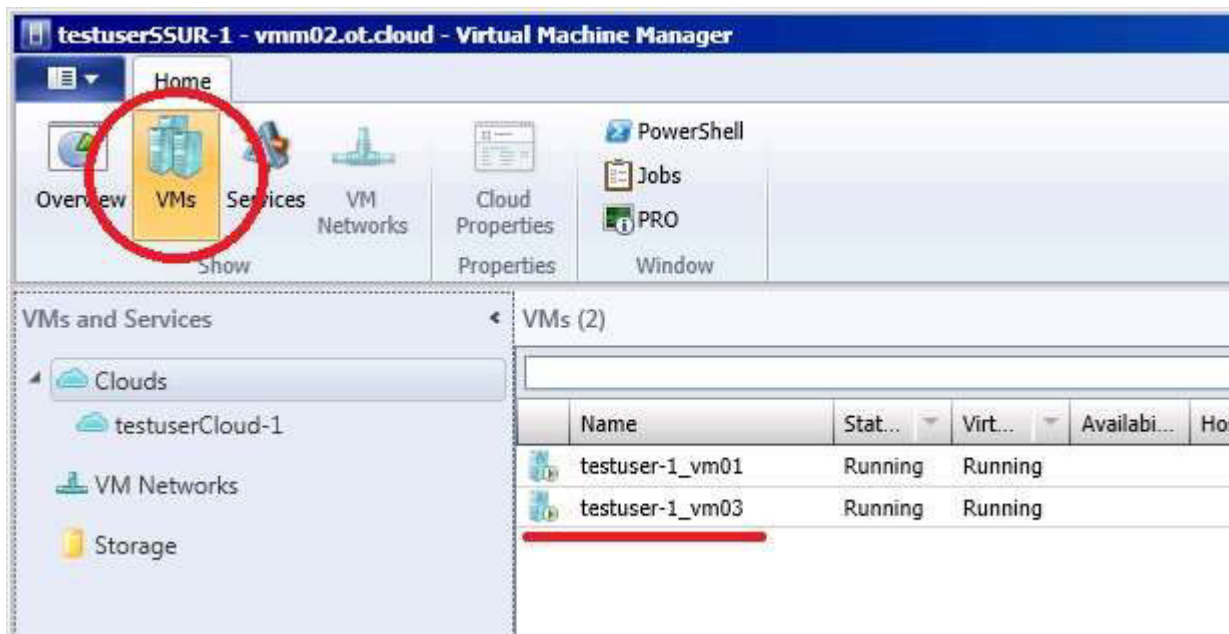 testuserSSUR-1 - vmm02.ot.cloud - Virtual Machine Manager
Home
Overview
VMs
Services
VM
Networks
Show
Cloud
Properties
Properties
PowerShell
Jobs
PRO
Window
VMs and Services
Clouds
testuserCloud-1
VM Networks
Storage
VMs (2)
Name Stat... Virt... Availabi... Ho
testuser-1_vm01 Running Running
testuser-1_vm03 Running Running